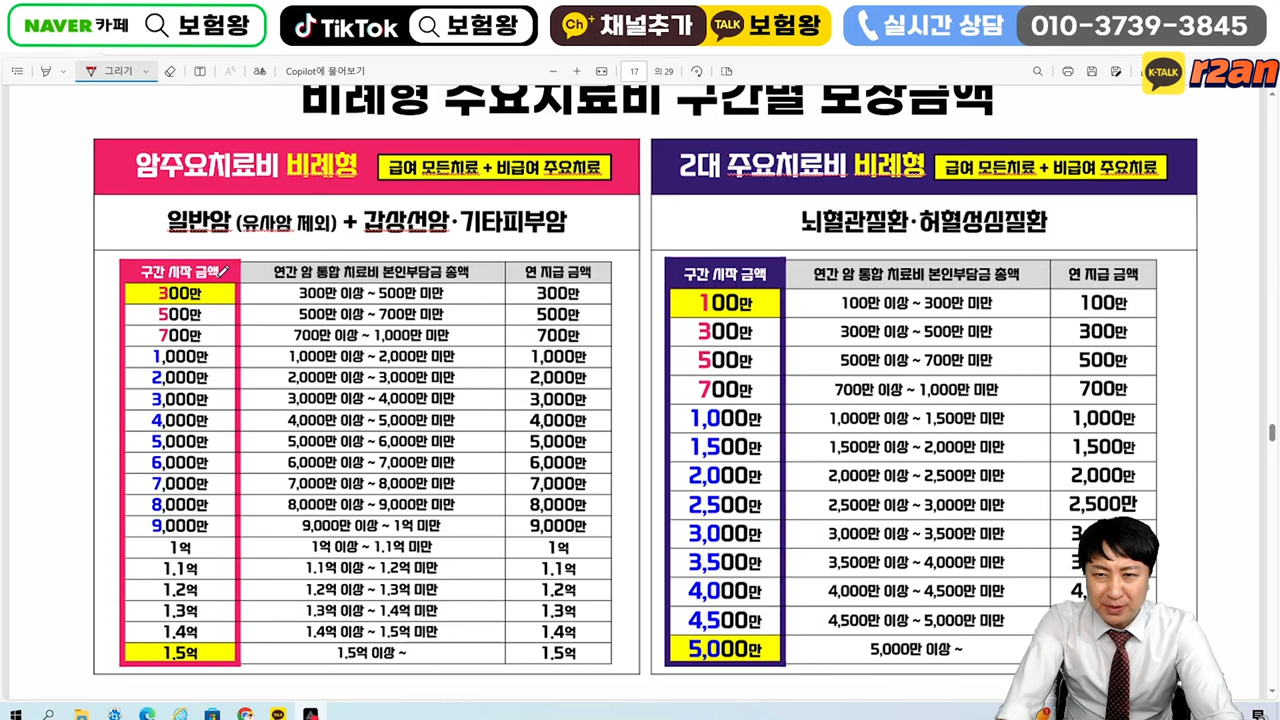 NAVER 카페 보험왕
TikTok 보험왕
Ch+ 채널추가 TALK 보험왕
실시간 상담 010-3739-3845
그리기
Copilot에 물어보기
17 의 29
K-TALK r2an
비례형 주요치료비 구간별 보상금액
암주요치료비 비례형 급여 모든치료 + 비급여 주요치료
일반암 (유사암 제외) + 갑상선암·기타피부암
구간 시작 금액 연간 암 통합 치료비 본인부담금 총액 연 지급 금액
300만 300만 이상 ~ 500만 미만 300만
500만 500만 이상 ~ 700만 미만 500만
700만 700만 이상 ~ 1,000만 미만 700만
1,000만 1,000만 이상 ~ 2,000만 미만 1,000만
2,000만 2,000만 이상 ~ 3,000만 미만 2,000만
3,000만 3,000만 이상 ~ 4,000만 미만 3,000만
4,000만 4,000만 이상 ~ 5,000만 미만 4,000만
5,000만 5,000만 이상 ~ 6,000만 미만 5,000만
6,000만 6,000만 이상 ~ 7,000만 미만 6,000만
7,000만 7,000만 이상 ~ 8,000만 미만 7,000만
8,000만 8,000만 이상 ~ 9,000만 미만 8,000만
9,000만 9,000만 이상 ~ 1억 미만 9,000만
1억 1억 이상 ~ 1.1억 미만 1억
1.1억 1.1억 이상 ~ 1.2억 미만 1.1억
1.2억 1.2억 이상 ~ 1.3억 미만 1.2억
1.3억 1.3억 이상 ~ 1.4억 미만 1.3억
1.4억 1.4억 이상 ~ 1.5억 미만 1.4억
1.5억 1.5억 이상 ~ 1.5억
2대 주요치료비 비례형 급여 모든치료 + 비급여 주요치료
뇌혈관질환·허혈성심질환
구간 시작 금액 연간 암 통합 치료비 본인부담금 총액 연 지급 금액
100만 100만 이상 ~ 300만 미만 100만
300만 300만 이상 ~ 500만 미만 300만
500만 500만 이상 ~ 700만 미만 500만
700만 700만 이상 ~ 1,000만 미만 700만
1,000만 1,000만 이상 ~ 1,500만 미만 1,000만
1,500만 1,500만 이상 ~ 2,000만 미만 1,500만
2,000만 2,000만 이상 ~ 2,500만 미만 2,000만
2,500만 2,500만 이상 ~ 3,000만 미만 2,500만
3,000만 3,000만 이상 ~ 3,500만 미만
3,500만 3,500만 이상 ~ 4,000만 미만
4,000만 4,000만 이상 ~ 4,500만 미만
4,500만 4,500만 이상 ~ 5,000만 미만
5,000만 5,000만 이상 ~